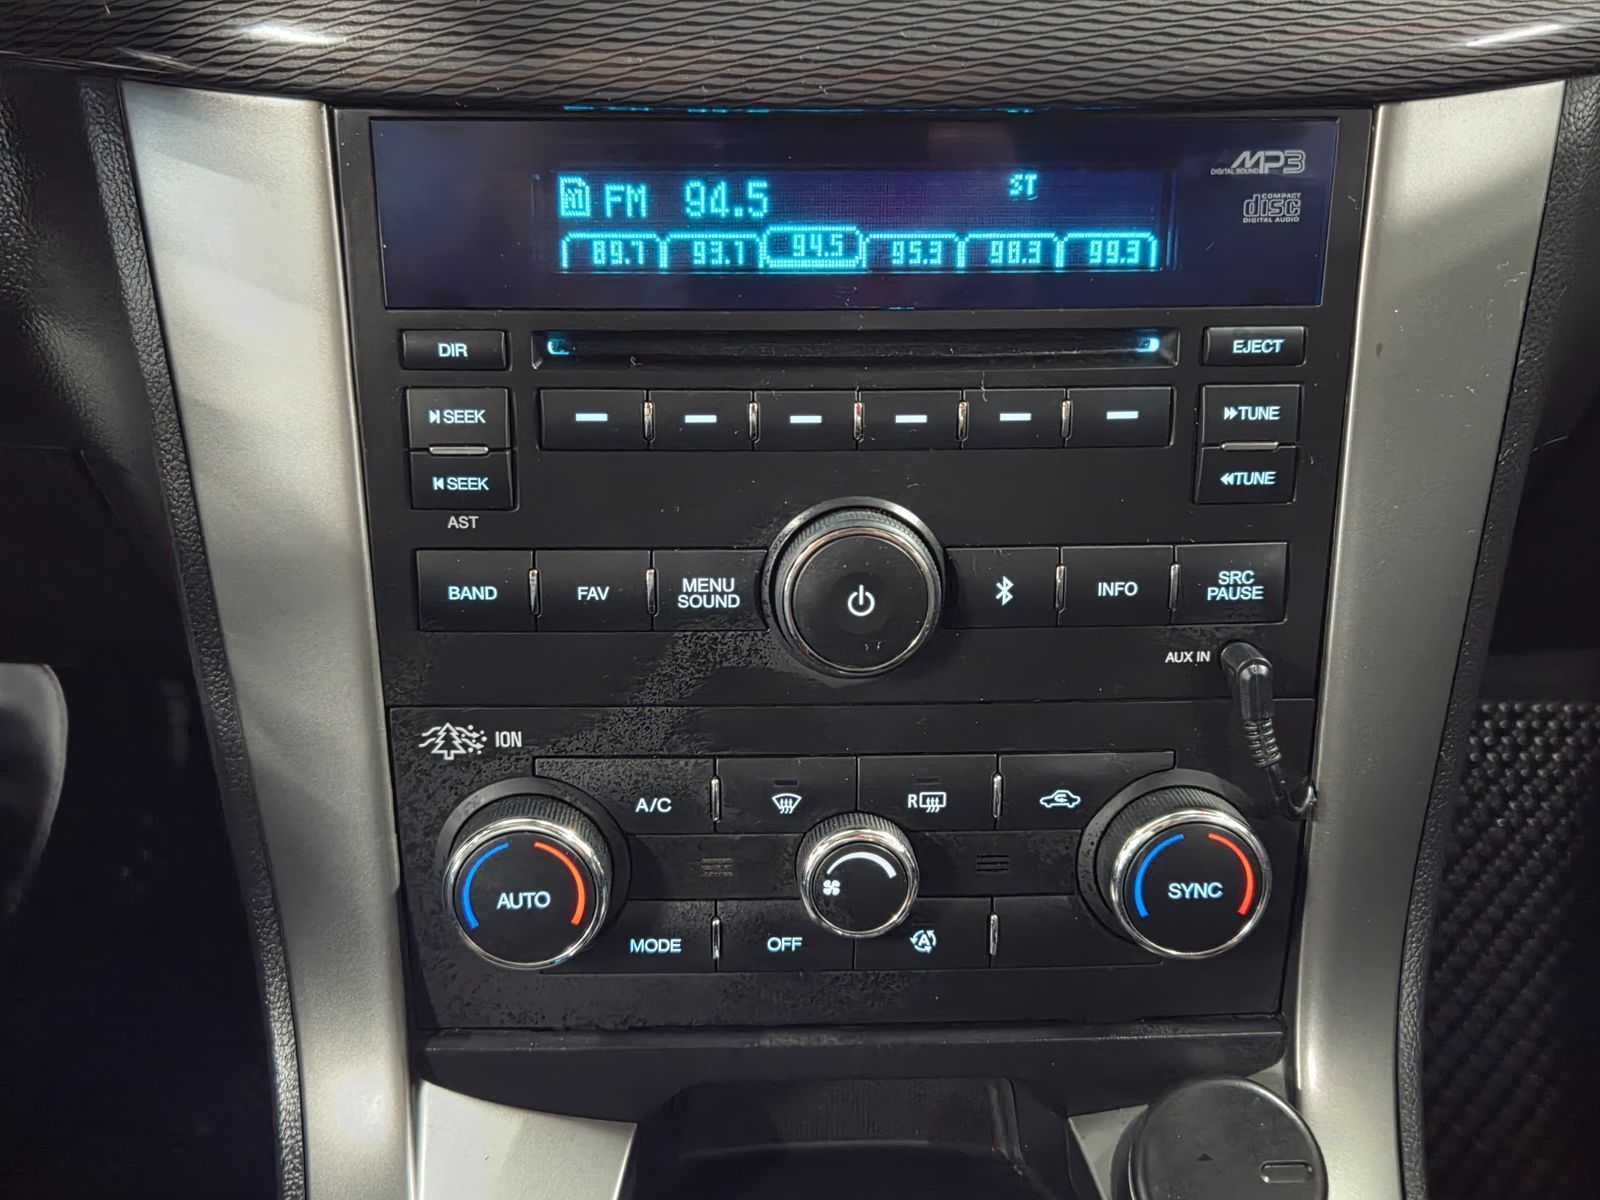 A1 FM 94.5 ST
89.7 93.1 94.5 95.3 98.3 99.3
MP3
DIGITAL SOUND
COMPACT
disc
DIGITAL AUDIO
DIR
EJECT
SEEK
TUNE
SEEK
TUNE
AST
BAND
FAV
MENU
SOUND
INFO
SRC
PAUSE
AUX IN
ION
A/C
R
AUTO
SYNC
MODE
OFF
A